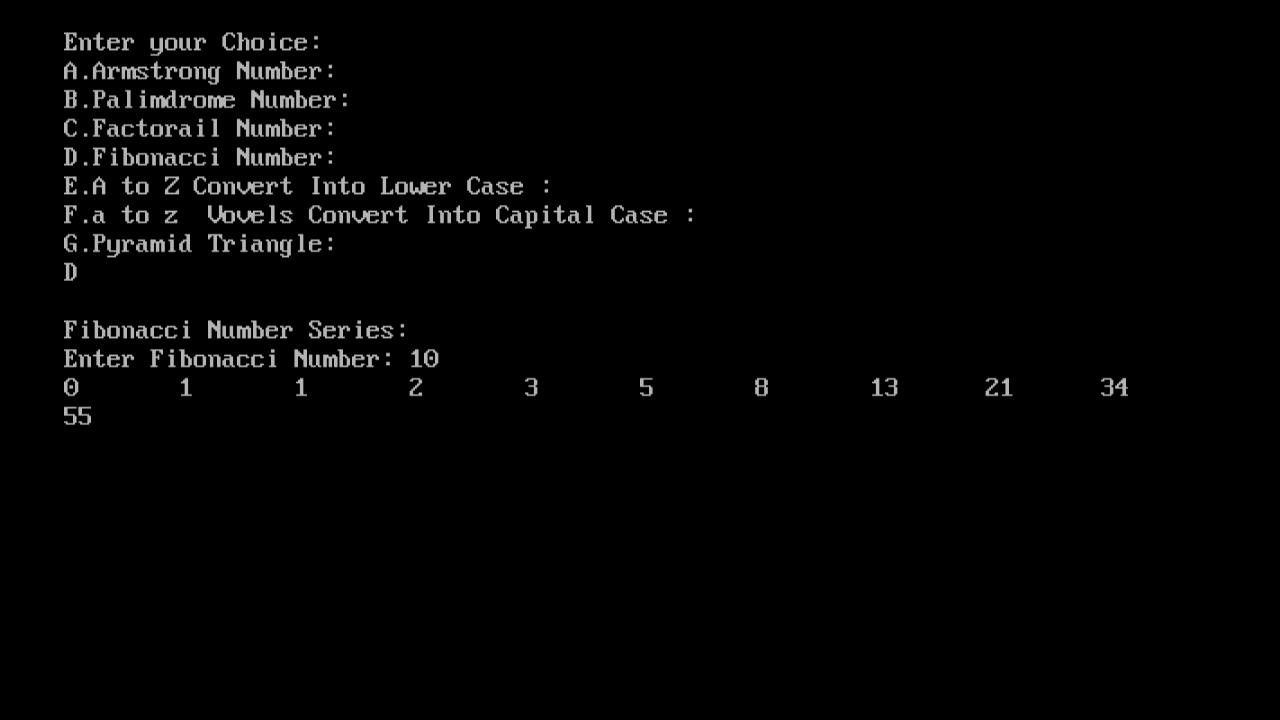 Enter your Choice:
A.Armstrong Number:
B.Palimdrome Number:
C.Factorail Number:
D.Fibonacci Number:
E.A to Z Convert Into Lower Case :
F.a to z  Vovels Convert Into Capital Case :
G.Pyramid Triangle:
D
Fibonacci Number Series:
Enter Fibonacci Number: 10
0 1 1 2 3 5 8 13 21 34
55